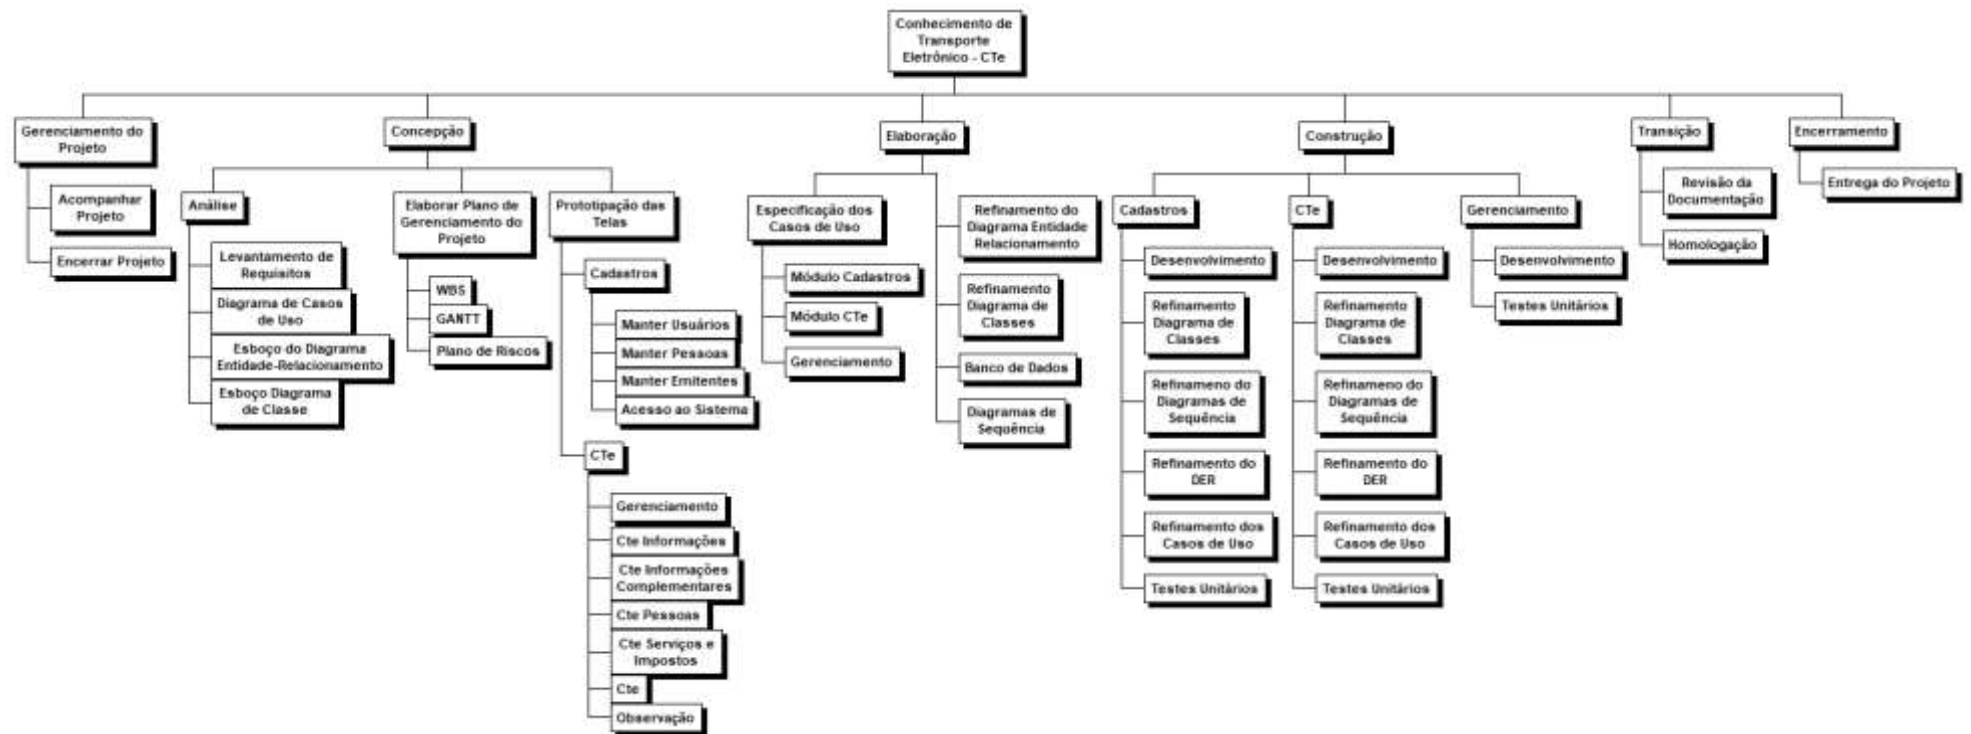 Conhecimento de
Transporte
Eletrônico - CTe
Gerenciamento do
Projeto
Acompanhar
Projeto
Encerrar Projeto
Concepção
Análise
Levantamento de
Requisitos
Diagrama de Casos
de Uso
Esboço do Diagrama
Entidade-Relacionamento
Esboço Diagrama
de Classe
Elaborar Plano de
Gerenciamento do
Projeto
WBS
GANTT
Plano de Riscos
Prototipação das
Telas
Cadastros
Manter Usuários
Manter Pessoas
Manter Emitentes
Acesso ao Sistema
CTe
Gerenciamento
Cte Informações
Cte Informações
Complementares
Cte Pessoas
Cte Serviços e
Impostos
Cte
Observação
Elaboração
Especificação dos
Casos de Uso
Módulo Cadastros
Módulo CTe
Gerenciamento
Refinamento do
Diagrama Entidade
Relacionamento
Refinamento
Diagrama de
Classes
Banco de Dados
Diagramas de
Sequência
Construção
Cadastros
Desenvolvimento
Refinamento
Diagrama de
Classes
Refinameno do
Diagramas de
Sequência
Refinamento do
DER
Refinamento dos
Casos de Uso
Testes Unitários
CTe
Desenvolvimento
Refinamento
Diagrama de
Classes
Refinameno do
Diagramas de
Sequência
Refinamento do
DER
Refinamento dos
Casos de Uso
Testes Unitários
Gerenciamento
Desenvolvimento
Testes Unitários
Transição
Revisão da
Documentação
Homologação
Encerramento
Entrega do Projeto